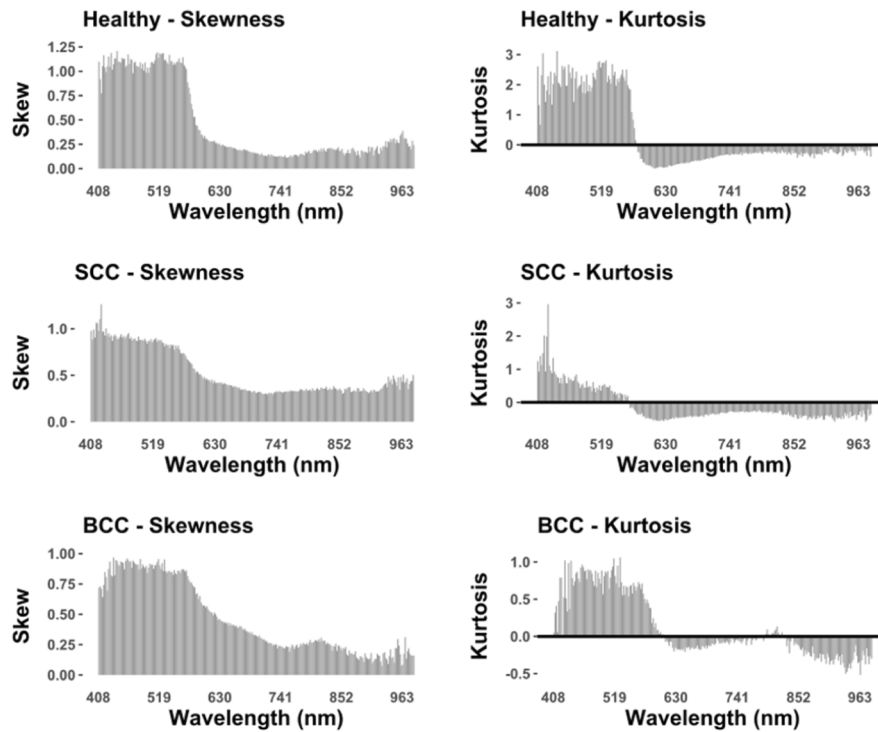 Healthy - Skewness
Skew
1.25
1.00
0.75
0.50
0.25
0.00
408 519 630 741 852 963
Wavelength (nm)
Healthy - Kurtosis
Kurtosis
3
2
1
0
408 519 630 741 852 963
Wavelength (nm)
SCC - Skewness
Skew
1.0
0.5
0.0
408 519 630 741 852 963
Wavelength (nm)
SCC - Kurtosis
Kurtosis
3
2
1
0
408 519 630 741 852 963
Wavelength (nm)
BCC - Skewness
Skew
1.00
0.75
0.50
0.25
0.00
408 519 630 741 852 963
Wavelength (nm)
BCC - Kurtosis
Kurtosis
1.0
0.5
0.0
-0.5
408 519 630 741 852 963
Wavelength (nm)